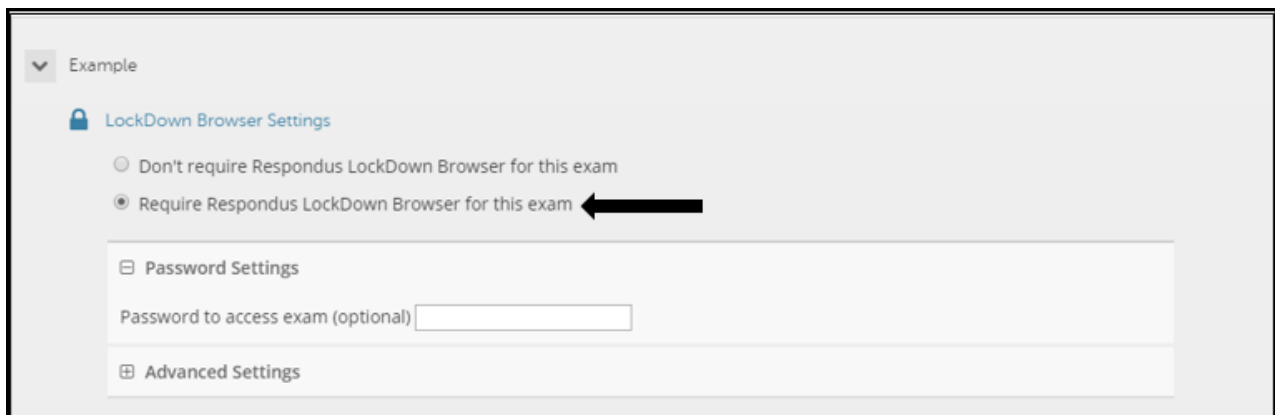 Example
LockDown Browser Settings
Don't require Respondus LockDown Browser for this exam
Require Respondus LockDown Browser for this exam
Password Settings
Password to access exam (optional)
Advanced Settings